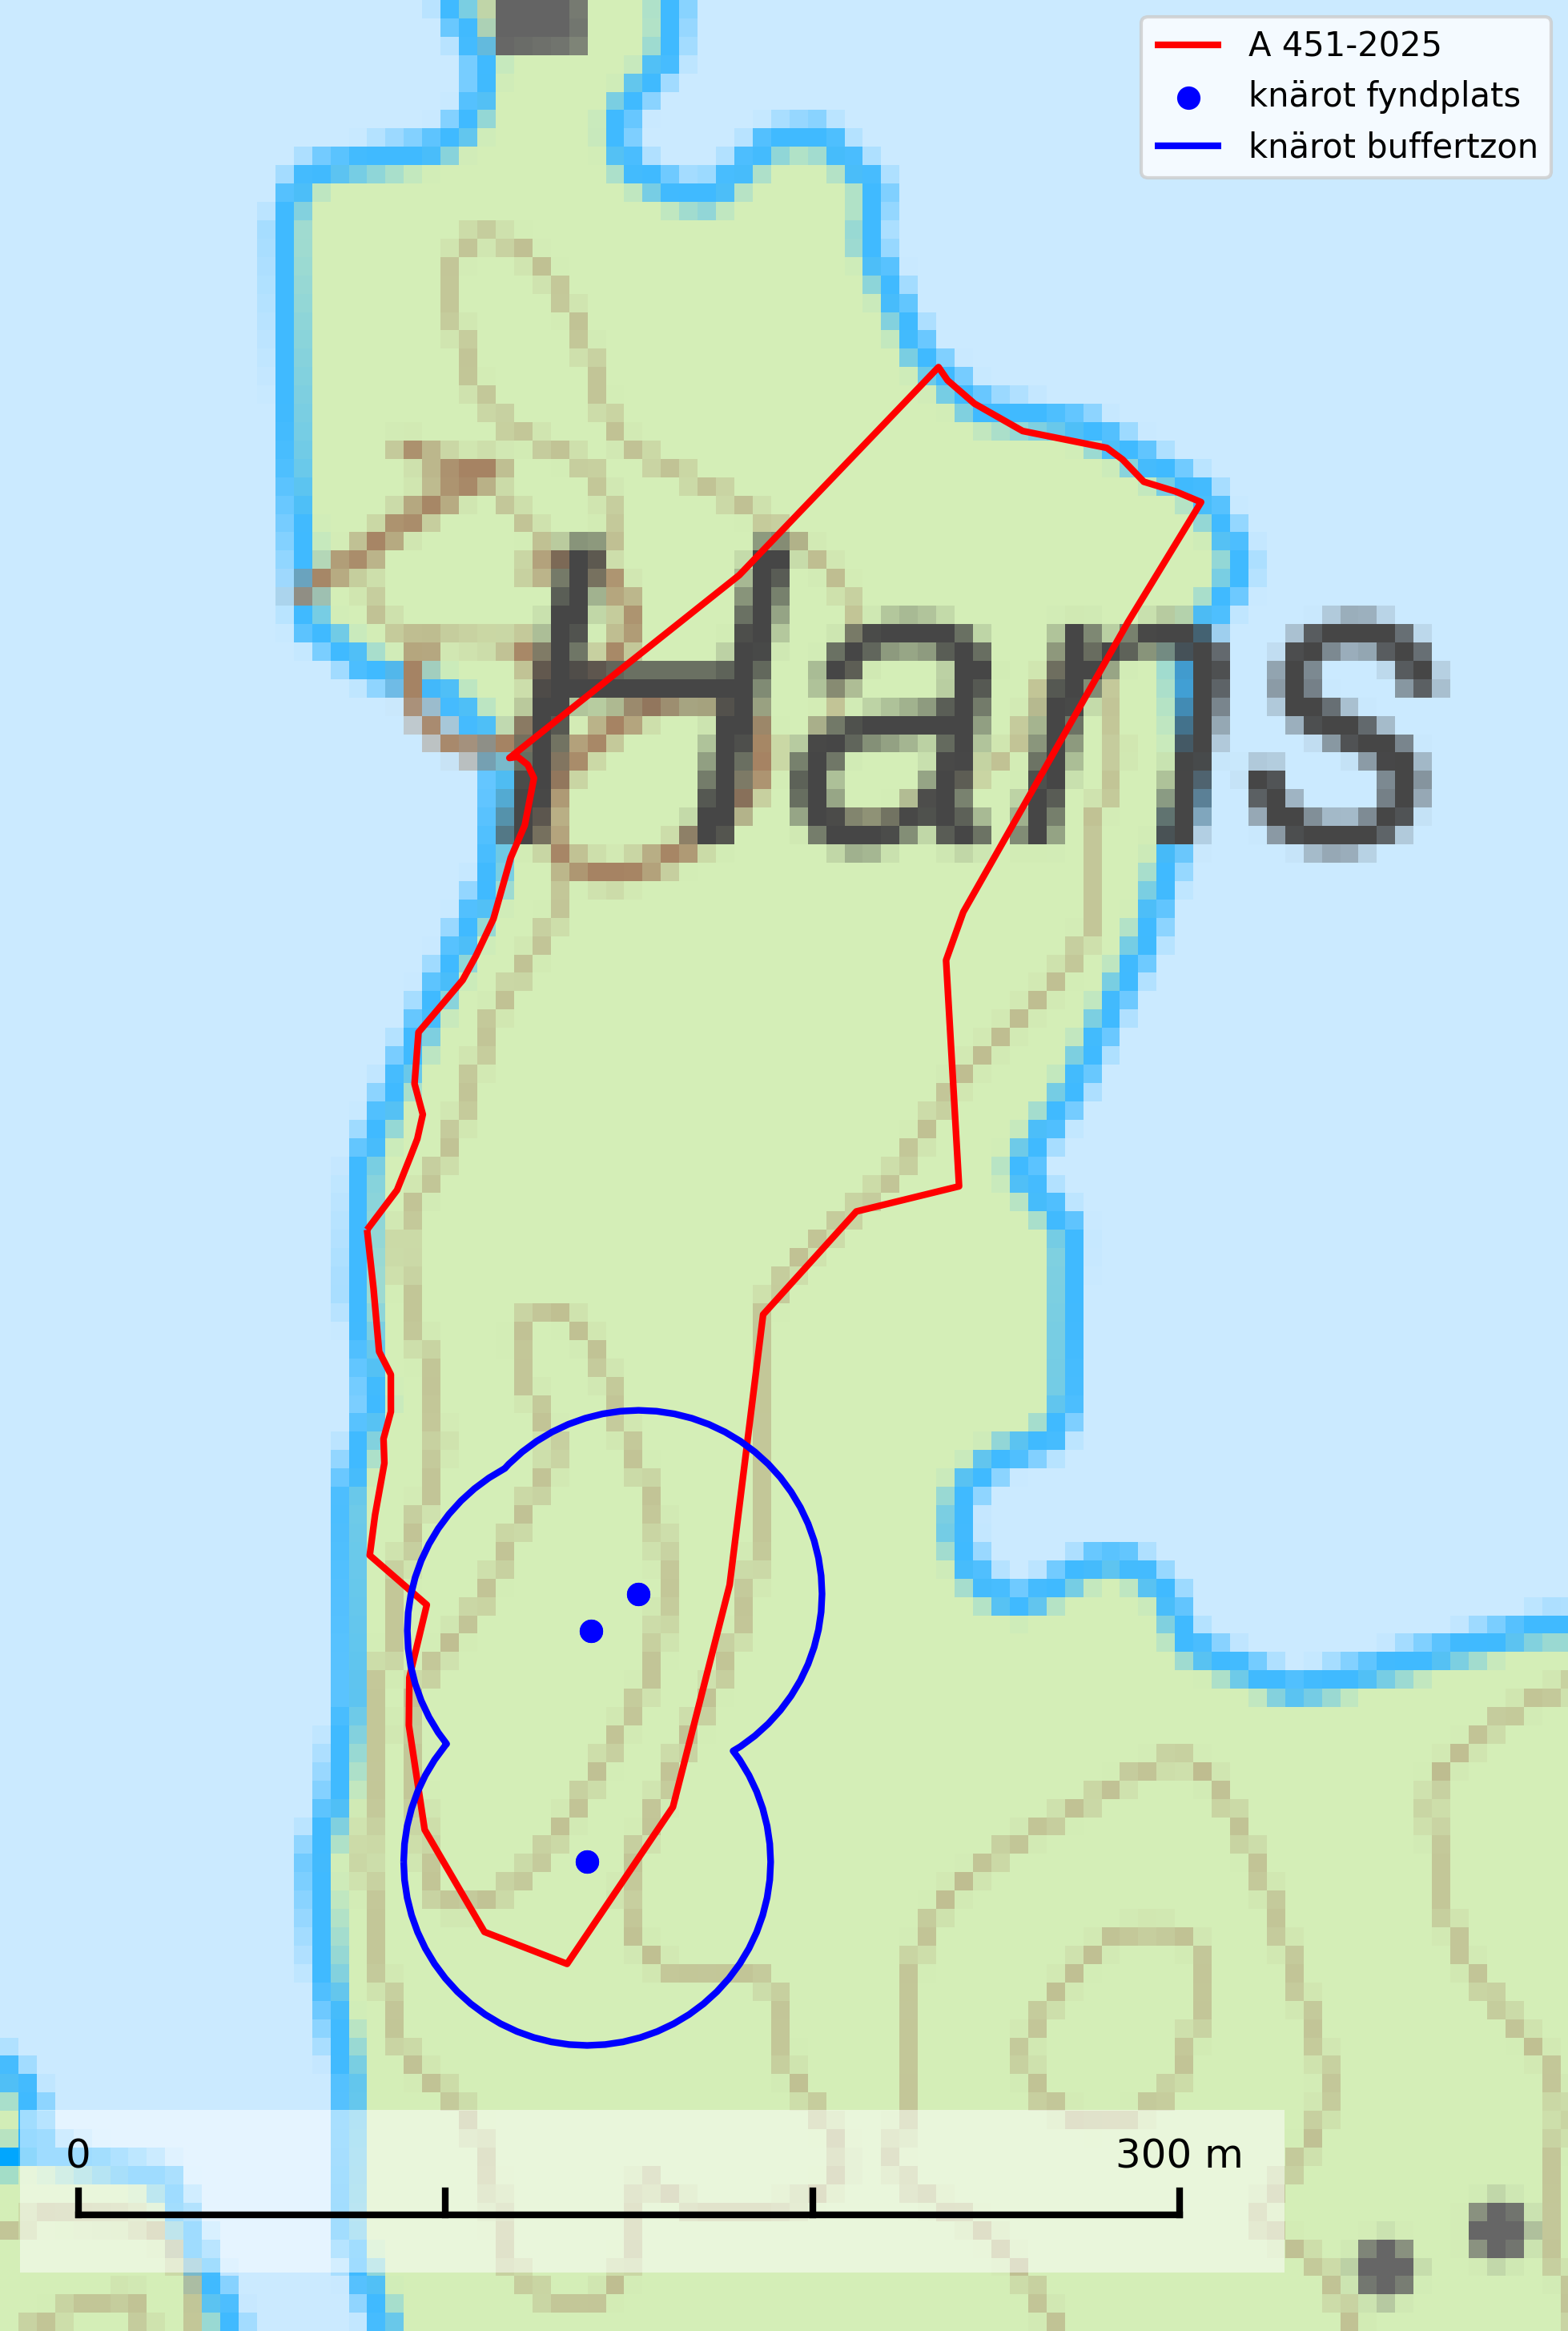 A 451-2025
knärot fyndplats
knärot buffertzon
Hans
0 300 m